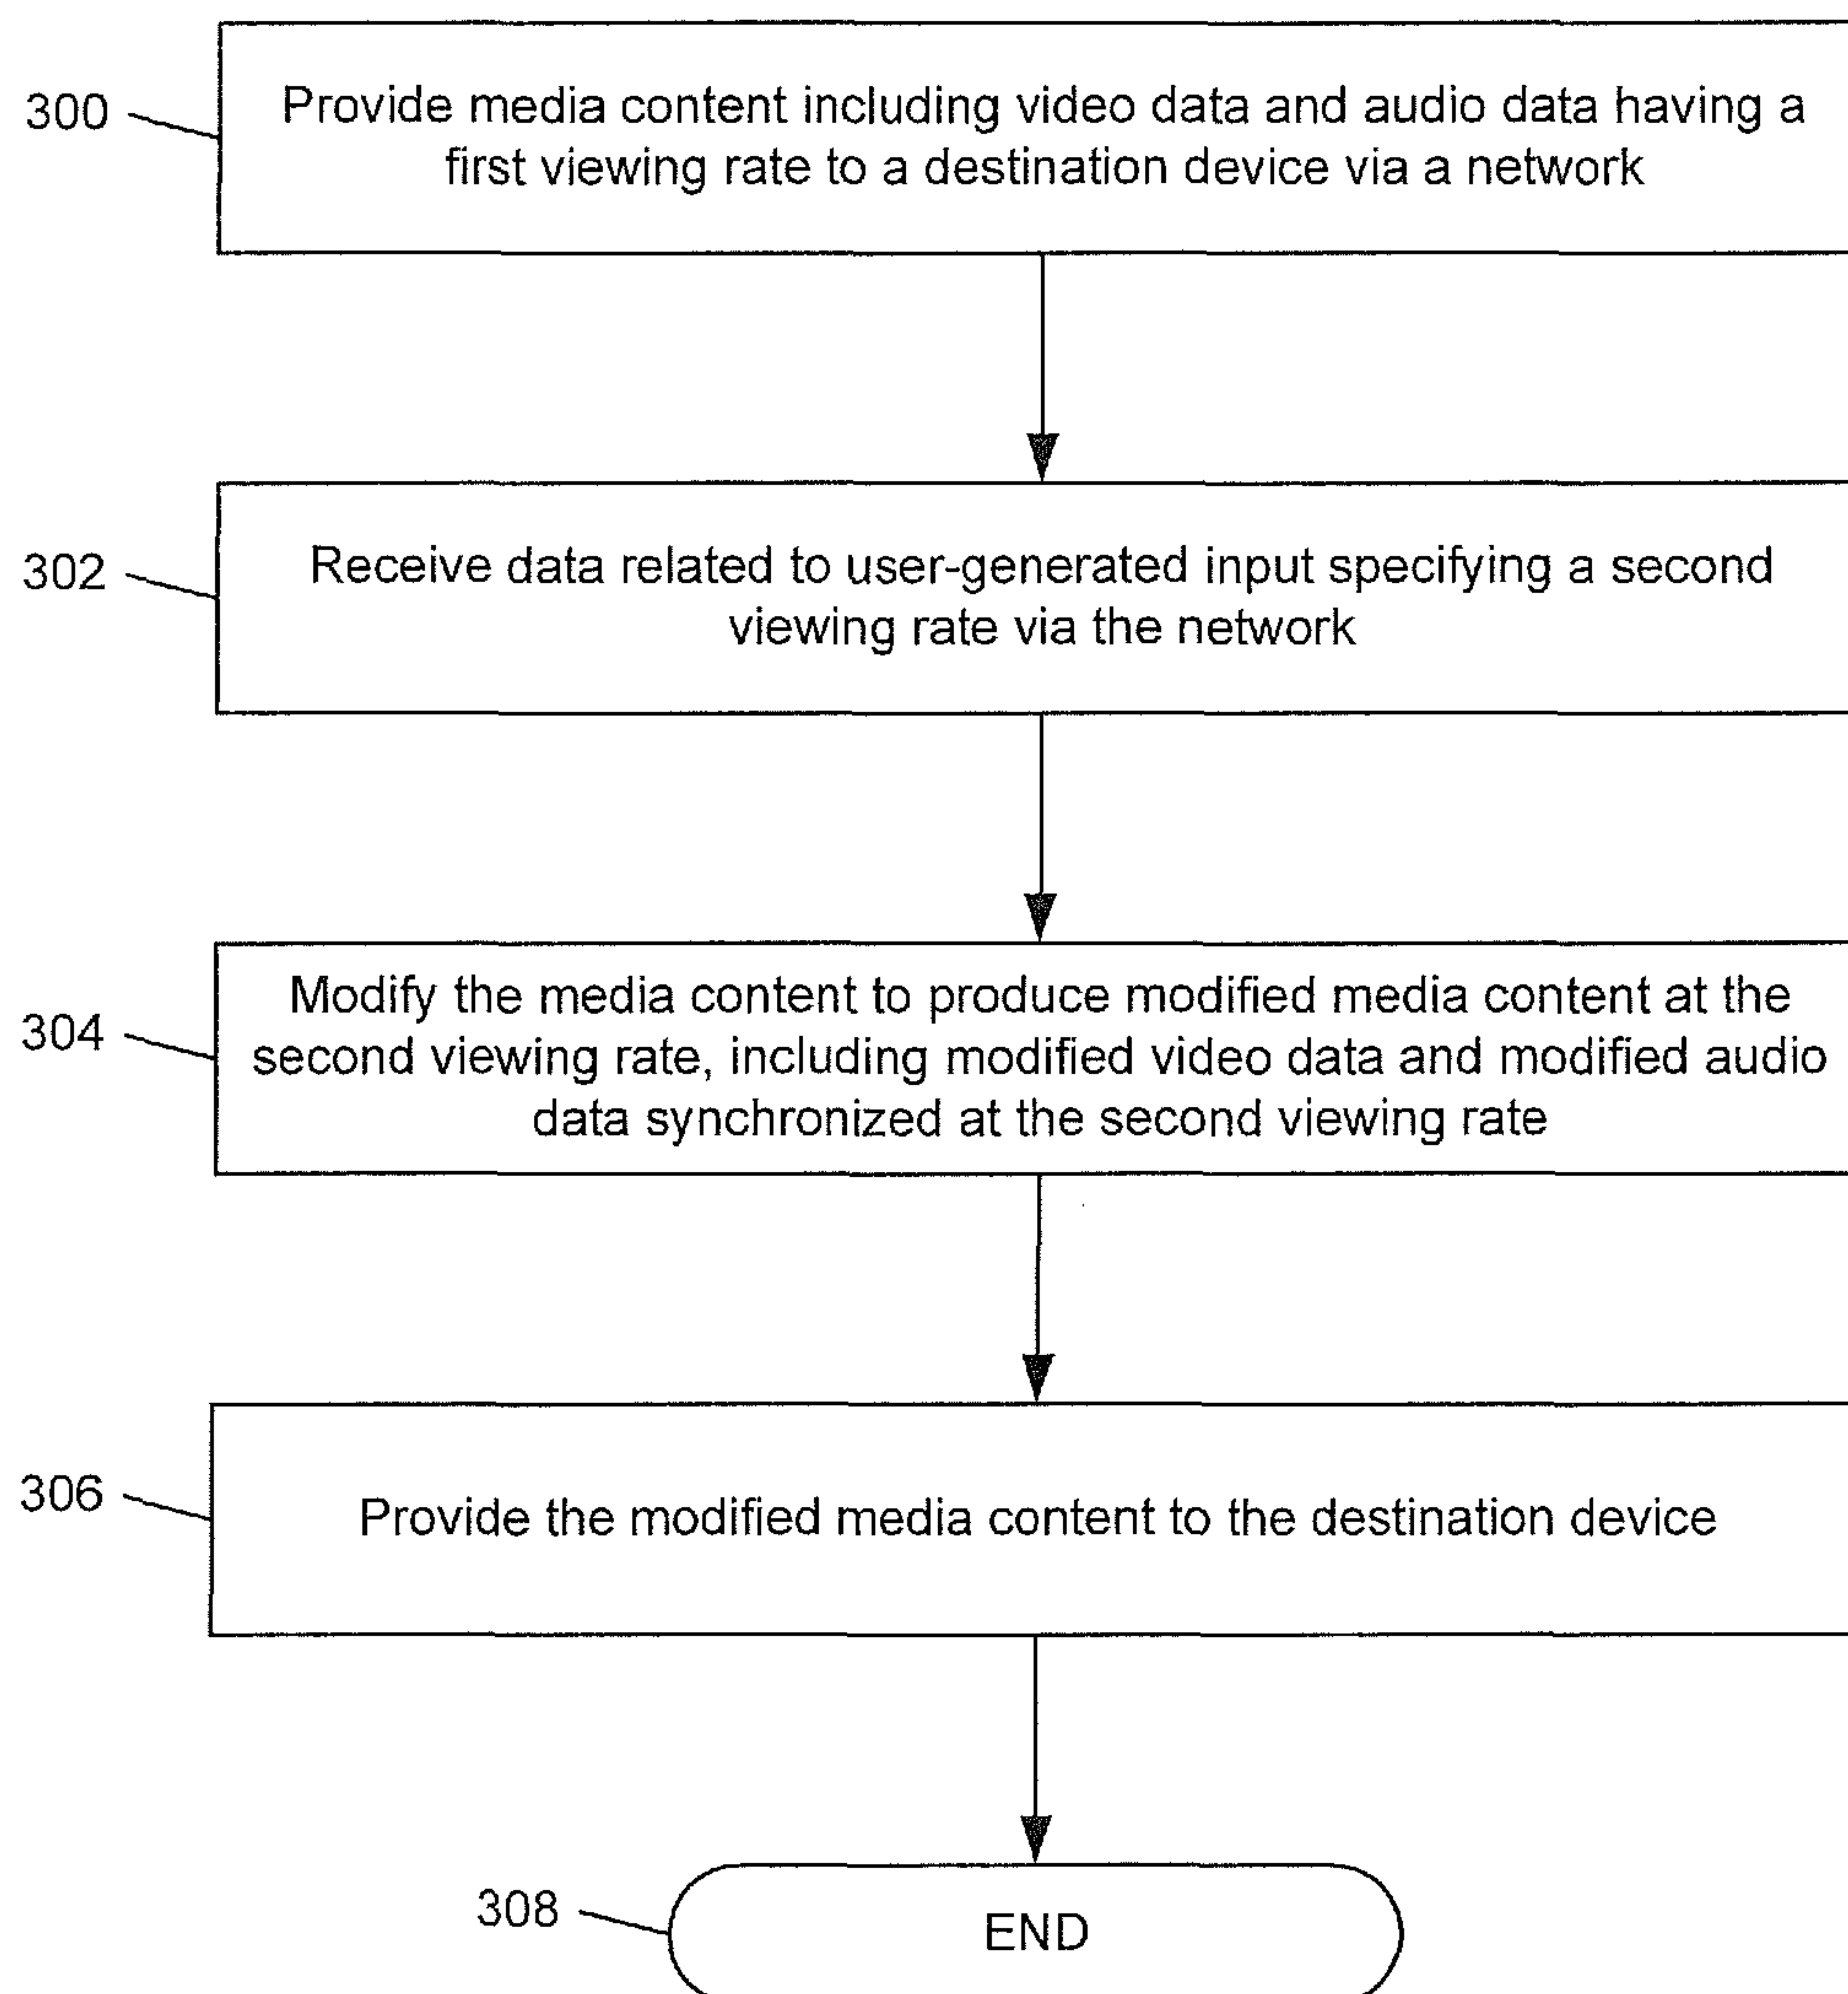 300
Provide media content including video data and audio data having a
first viewing rate to a destination device via a network
302
Receive data related to user-generated input specifying a second
viewing rate via the network
304
Modify the media content to produce modified media content at the
second viewing rate, including modified video data and modified audio
data synchronized at the second viewing rate
306
Provide the modified media content to the destination device
308
END